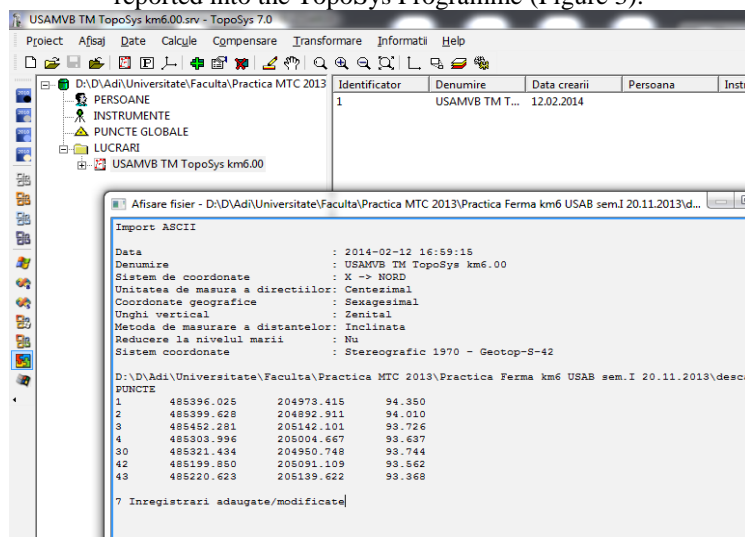 reported into the TopoSys Programme (Figure 3).
USAMVB TM TopoSys km6.00.srv - TopoSys 7.0
Proiect Afișaj Date Calcule Compensare Transformare Informatii Help
D:\D\Adi\Universitate\Faculta\Practica MTC 2013
PERSOANE
INSTRUMENTE
PUNCTE GLOBALE
LUCRARI
USAMVB TM TopoSys km6.00
Identificator Denumire Data crearii Persoana Instr
1 USAMVB TM T... 12.02.2014
Afisare fisier - D:\D\Adi\Universitate\Faculta\Practica MTC 2013\Practica Ferma km6 USAB sem.I 20.11.2013\d...
Import ASCII
Data : 2014-02-12 16:59:15
Denumire : USAMVB TM TopoSys km6.00
Sistem de coordonate : X -> NORD
Unitatea de masura a directiilor: Centezimal
Coordonate geografice : Sexagesimal
Unghi vertical : Zenital
Metoda de masurare a distantelor: Inclinata
Reducere la nivelul marii : Nu
Sistem coordonate : Stereografic 1970 - Geotop-S-42
D:\D\Adi\Universitate\Faculta\Practica MTC 2013\Practica Ferma km6 USAB sem.I 20.11.2013\desca
PUNCTE
1 485396.025 204973.415 94.350
2 485399.628 204892.911 94.010
3 485452.281 205142.101 93.726
4 485303.996 205004.667 93.637
30 485321.434 204950.748 93.744
42 485199.850 205091.109 93.562
43 485220.623 205139.622 93.368
7 Inregistrari adaugate/modificate